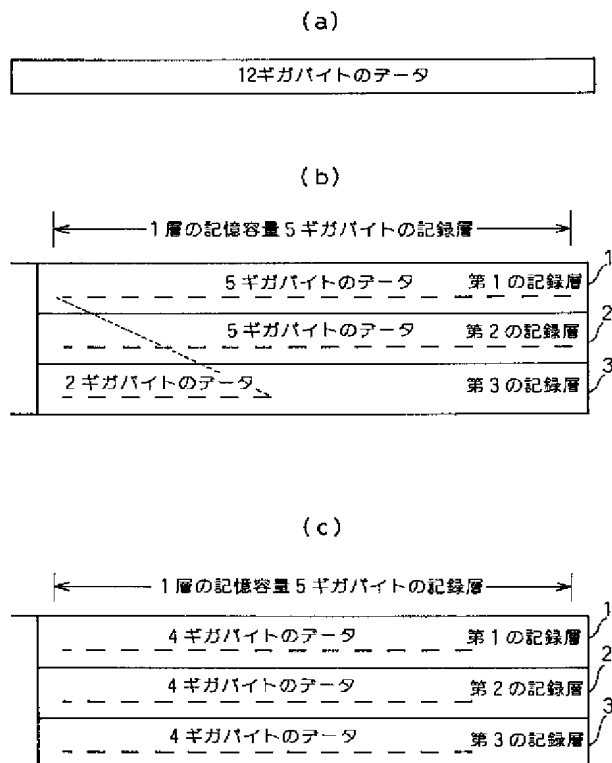 (a)
12ギガバイトのデータ
(b)
1層の記憶容量5ギガバイトの記録層
5ギガバイトのデータ 第1の記録層 1
5ギガバイトのデータ 第2の記録層 2
2ギガバイトのデータ 第3の記録層 3
(c)
1層の記憶容量5ギガバイトの記録層
4ギガバイトのデータ 第1の記録層 1
4ギガバイトのデータ 第2の記録層 2
4ギガバイトのデータ 第3の記録層 3